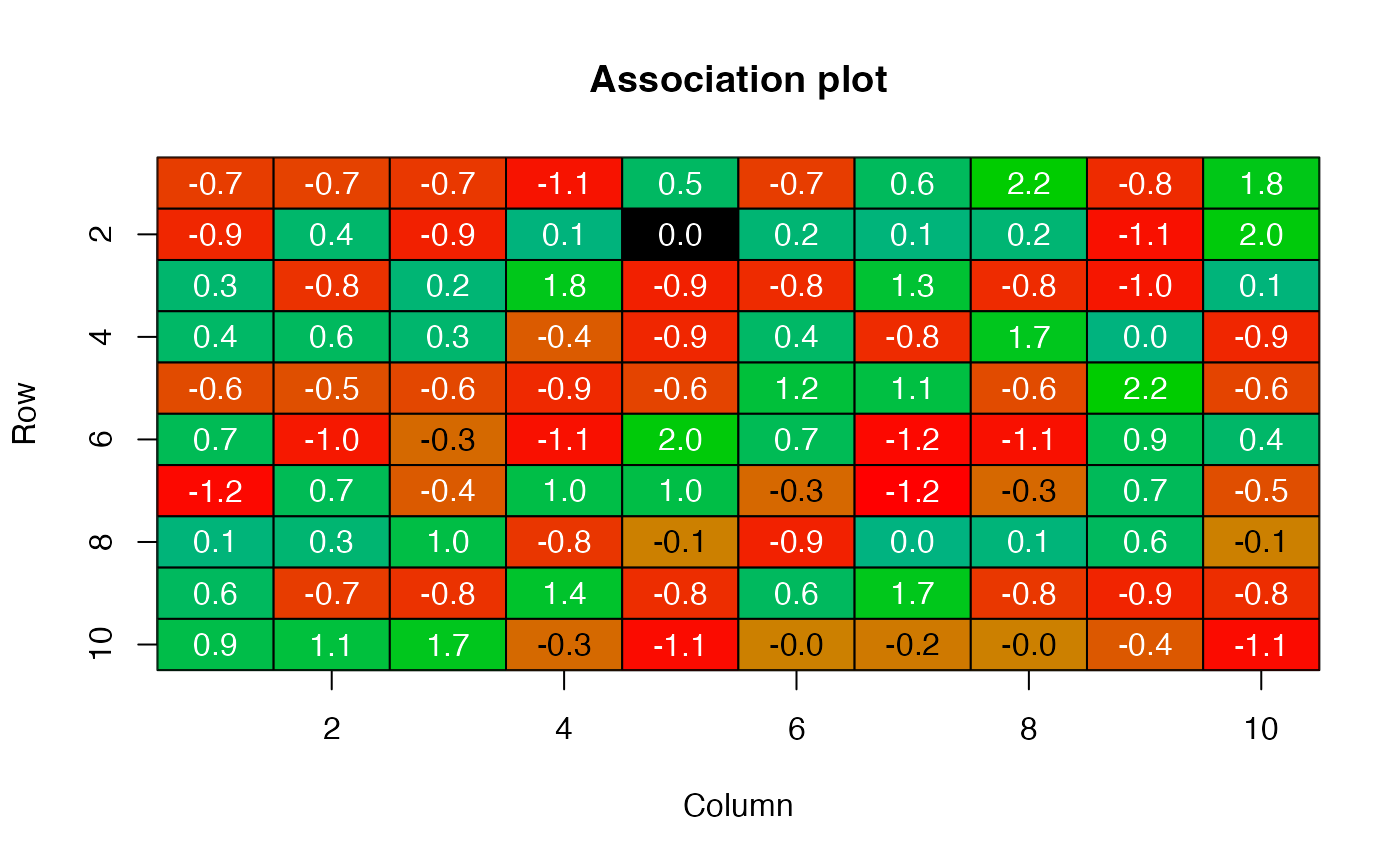 Association plot
-0.7 -0.7 -0.7 -1.1 0.5 -0.7 0.6 2.2 -0.8 1.8
2 -0.9 0.4 -0.9 0.1 0.0 0.2 0.1 0.2 -1.1 2.0
0.3 -0.8 0.2 1.8 -0.9 -0.8 1.3 -0.8 -1.0 0.1
4 0.4 0.6 0.3 -0.4 -0.9 0.4 -0.8 1.7 0.0 -0.9
Row
-0.6 -0.5 -0.6 -0.9 -0.6 1.2 1.1 -0.6 2.2 -0.6
6 0.7 -1.0 -0.3 -1.1 2.0 0.7 -1.2 -1.1 0.9 0.4
-1.2 0.7 -0.4 1.0 1.0 -0.3 -1.2 -0.3 0.7 -0.5
8 0.1 0.3 1.0 -0.8 -0.1 -0.9 0.0 0.1 0.6 -0.1
0.6 -0.7 -0.8 1.4 -0.8 0.6 1.7 -0.8 -0.9 -0.8
10 0.9 1.1 1.7 -0.3 -1.1 -0.0 -0.2 -0.0 -0.4 -1.1
2 4 6 8 10
Column